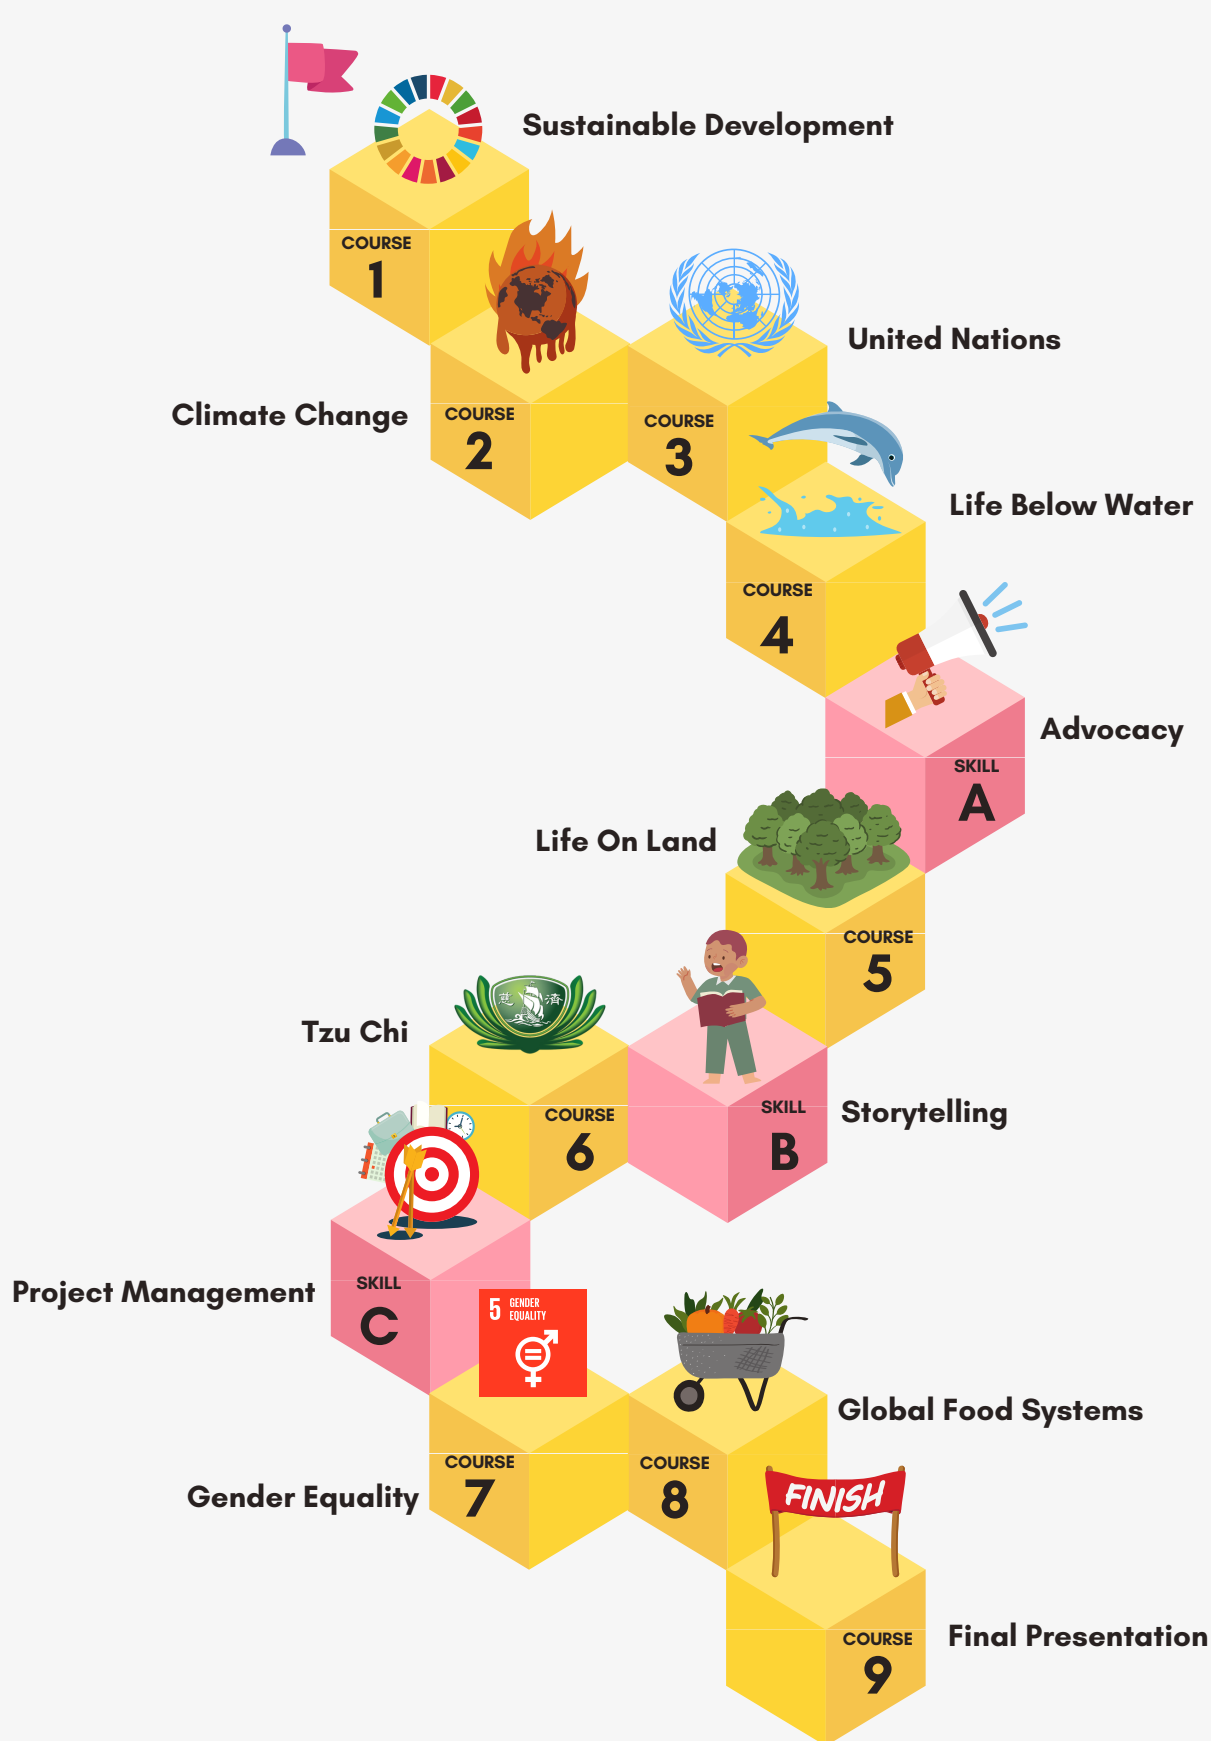 Sustainable Development
COURSE
1
United Nations
Climate Change
COURSE
2
COURSE
3
Life Below Water
COURSE
4
Advocacy
SKILL
A
Life On Land
COURSE
5
慈濟
Tzu Chi
COURSE
6
SKILL
B
Storytelling
Project Management
SKILL
C
5 GENDER
EQUALITY
Global Food Systems
Gender Equality
COURSE
7
COURSE
8
FINISH
COURSE
9
Final Presentation